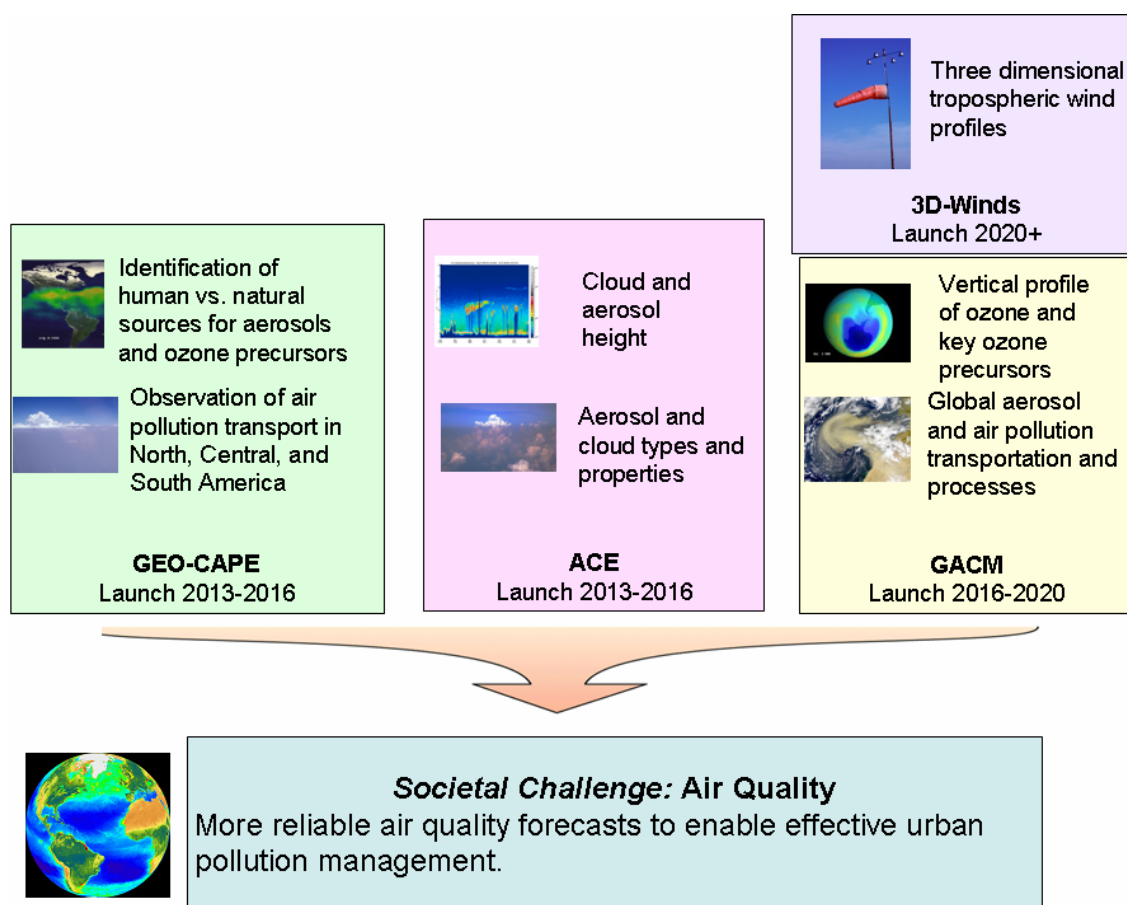 Three dimensional
tropospheric wind
profiles
3D-Winds
Launch 2020+
Identification of
human vs. natural
sources for aerosols
and ozone precursors
Observation of air
pollution transport in
North, Central, and
South America
GEO-CAPE
Launch 2013-2016
Cloud and
aerosol
height
Aerosol and
cloud types and
properties
ACE
Launch 2013-2016
Vertical profile
of ozone and
key ozone
precursors
Global aerosol
and air pollution
transportation and
processes
GACM
Launch 2016-2020
Societal Challenge: Air Quality
More reliable air quality forecasts to enable effective urban
pollution management.